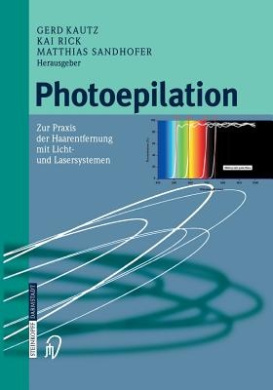 GERD KAUTZ
KAI RICK
MATTHIAS SANDHOFER
Herausgeber
Photoepilation
Zur Praxis
der Haarentfernung
mit Licht-
und Lasersystemen
STEINKOPFF
DARMSTADT